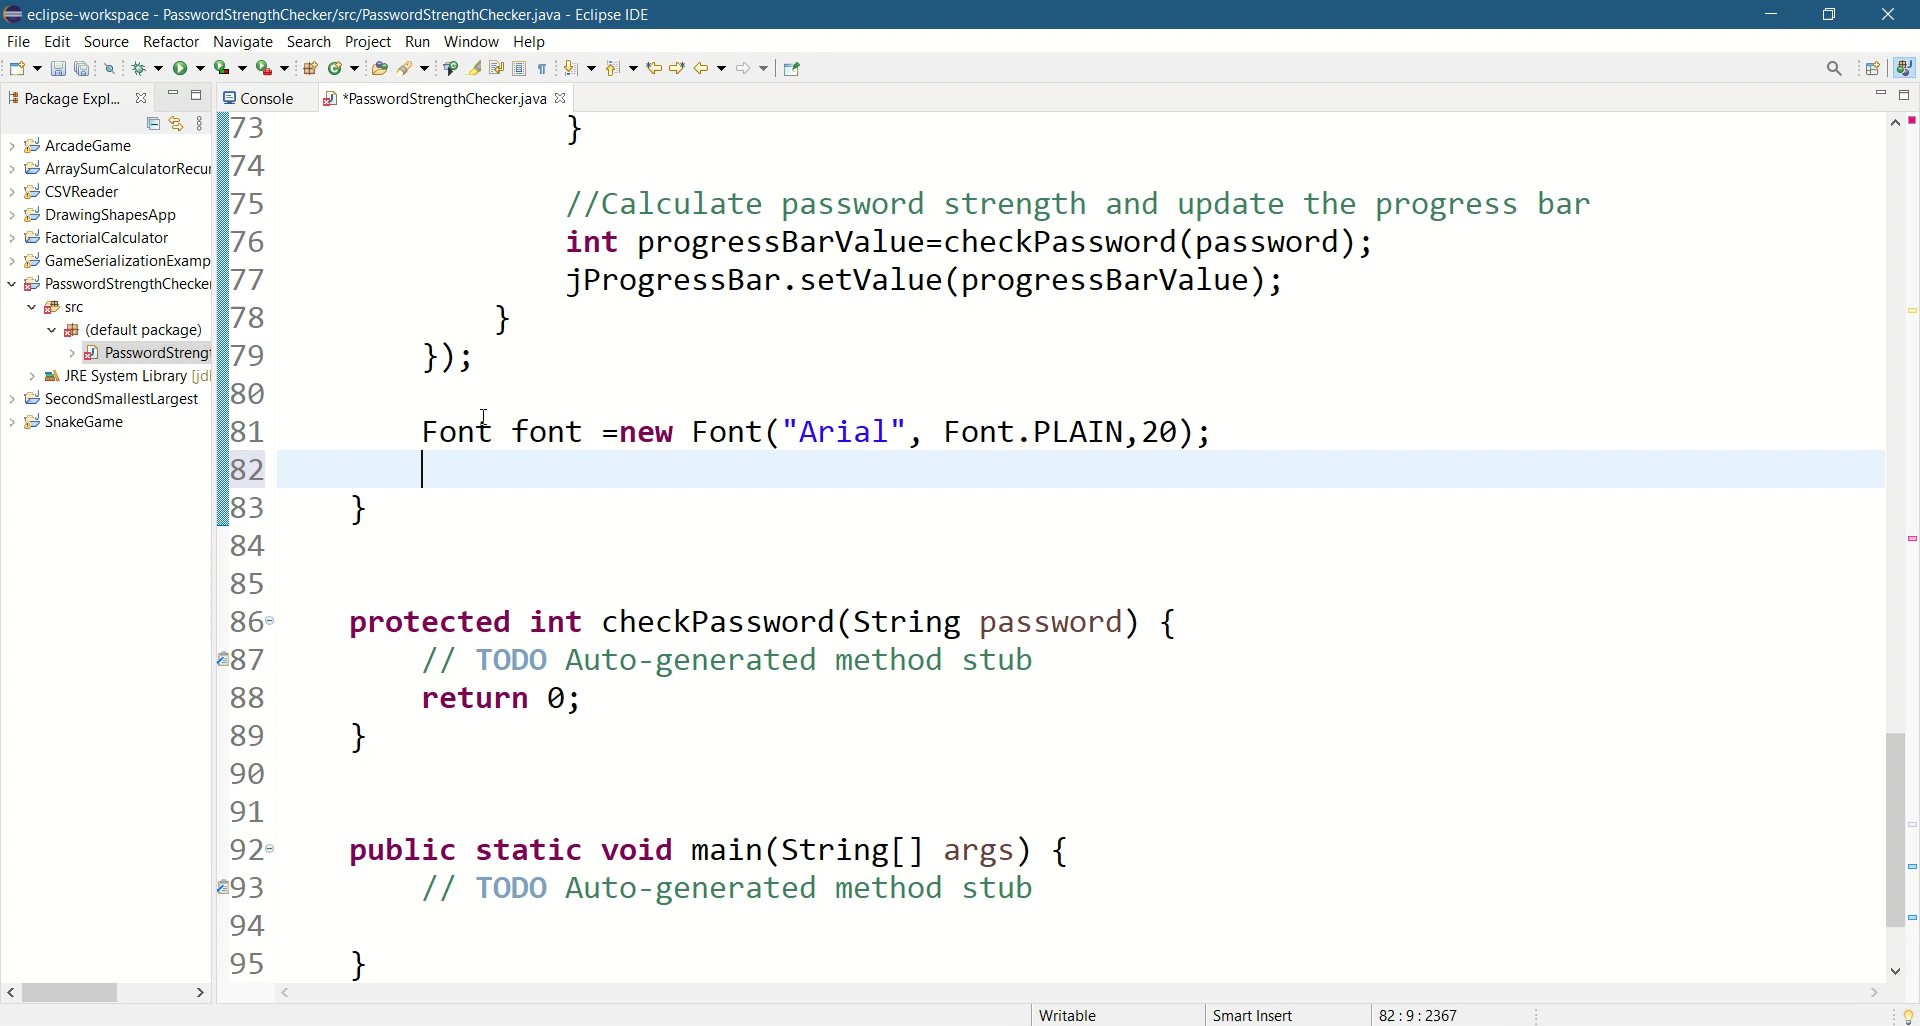 eclipse-workspace - PasswordStrengthChecker/src/PasswordStrengthChecker.java - Eclipse IDE
File Edit Source Refactor Navigate Search Project Run Window Help
Package Expl...
Console
*PasswordStrengthChecker.java
ArcadeGame
ArraySumCalculatorRecu
CSVReader
DrawingShapesApp
FactorialCalculator
GameSerializationExamp
PasswordStrengthChecke
src
(default package)
PasswordStreng
JRE System Library [jd
SecondSmallestLargest
SnakeGame
73 }
74
75 //Calculate password strength and update the progress bar
76 int progressBarValue=checkPassword(password);
77 jProgressBar.setValue(progressBarValue);
78 }
79 });
80
81 Font font =new Font("Arial", Font.PLAIN,20);
82
83 }
84
85
86 protected int checkPassword(String password) {
87 // TODO Auto-generated method stub
88 return 0;
89 }
90
91
92 public static void main(String[] args) {
93 // TODO Auto-generated method stub
94
95 }
Writable
Smart Insert
82 : 9 : 2367